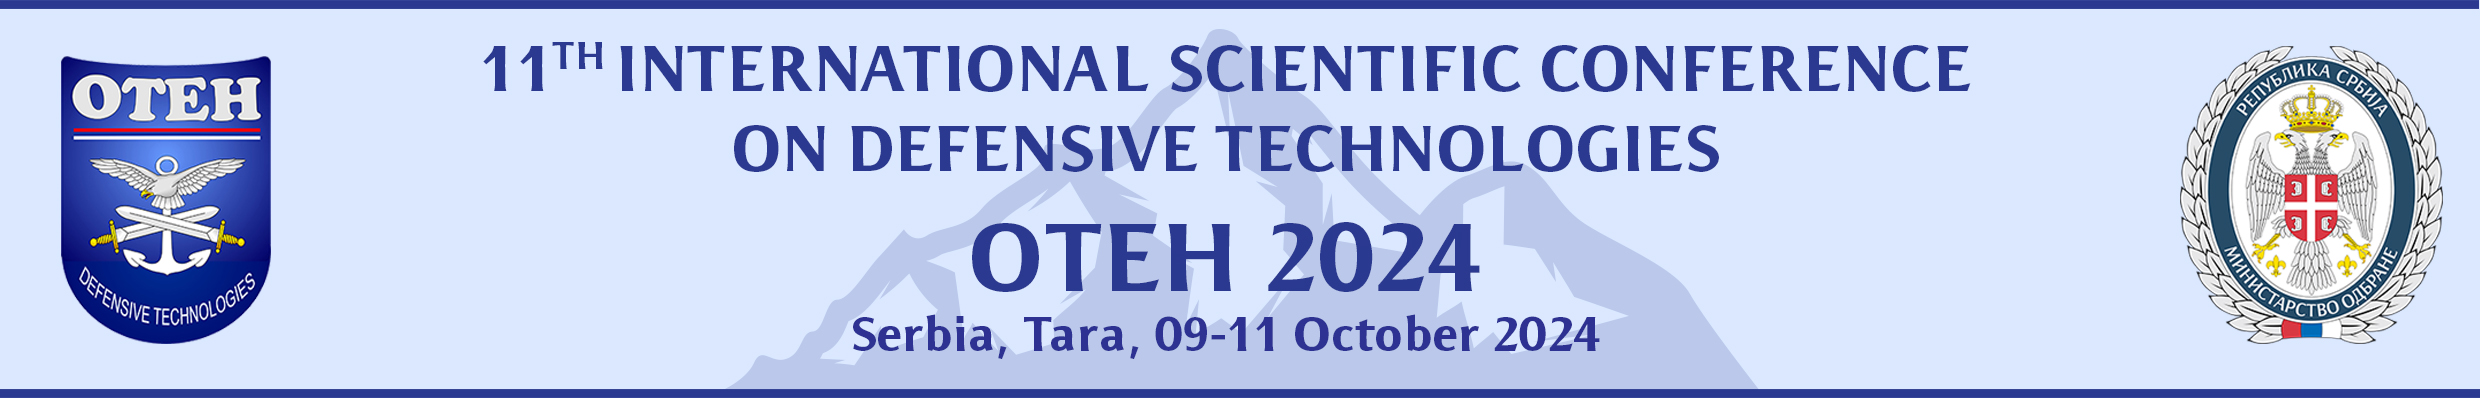 OTEH
DEFENSIVE TECHNOLOGIES
11TH INTERNATIONAL SCIENTIFIC CONFERENCE
ON DEFENSIVE TECHNOLOGIES
OTEH 2024
Serbia, Tara, 09-11 October 2024
РЕПУБЛИКА СРБИЈА
МИНИСТАРСТВО ОДБРАНЕ